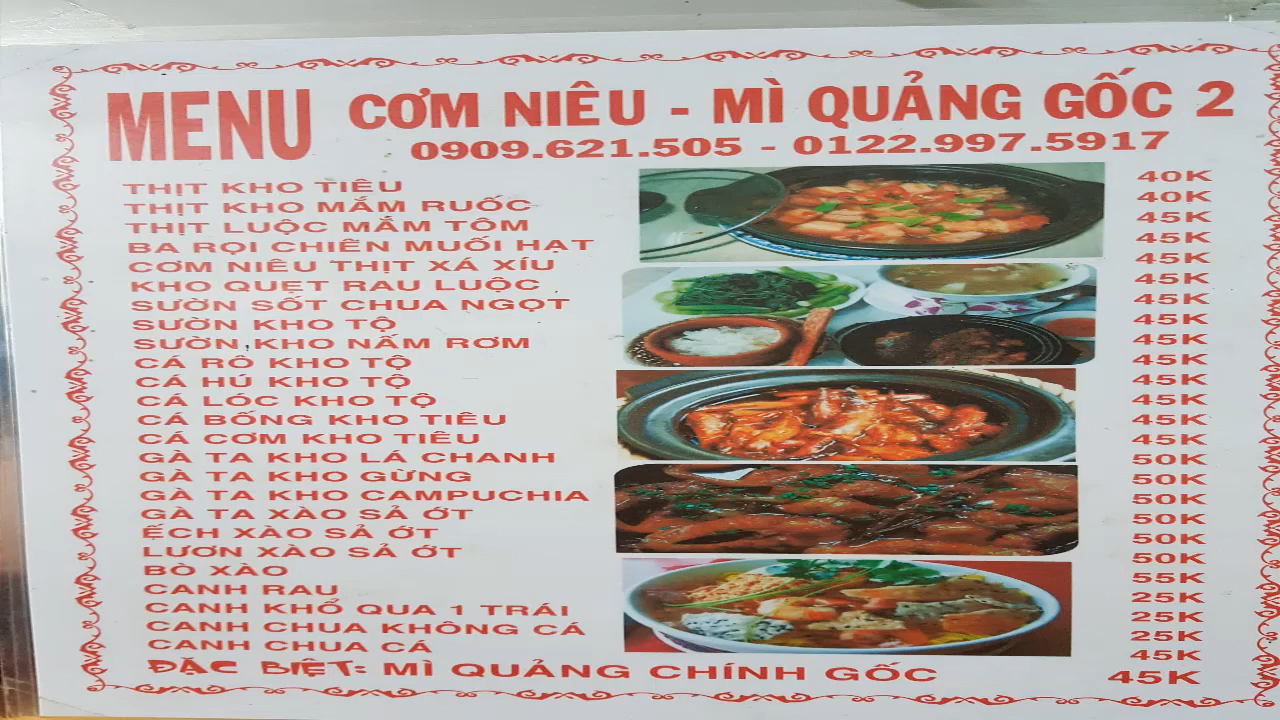 MENU CƠM NIÊU - MÌ QUẢNG GỐC 2
0909.621.505 - 0122.997.5917
THỊT KHO TIÊU 40K
THỊT KHO MẮM RUỐC 40K
THỊT LUỘC MẮM TÔM 45K
BA RỌI CHIÊN MUỐI HẠT 45K
CƠM NIÊU THỊT XÁ XÍU 45K
KHO QUẸT RAU LUỘC 45K
SƯỜN SỐT CHUA NGỌT 45K
SƯỜN KHO TỘ 45K
SƯỜN KHO NẤM RƠM 45K
CÁ RÔ KHO TỘ 45K
CÁ HÚ KHO TỘ 45K
CÁ LÓC KHO TỘ 45K
CÁ BỐNG KHO TIÊU 45K
CÁ CƠM KHO TIÊU 45K
GÀ TA KHO LÁ CHANH 50K
GÀ TA KHO GỪNG 50K
GÀ TA KHO CAMPUCHIA 50K
GÀ TA XÀO SẢ ỚT 50K
ẾCH XÀO SẢ ỚT 50K
LƯƠN XÀO SẢ ỚT 50K
BÒ XÀO 55K
CANH RAU 25K
CANH KHỔ QUA 1 TRÁI 25K
CANH CHUA KHÔNG CÁ 25K
CANH CHUA CÁ 45K
ĐẶC BIỆT: MÌ QUẢNG CHÍNH GỐC 45K